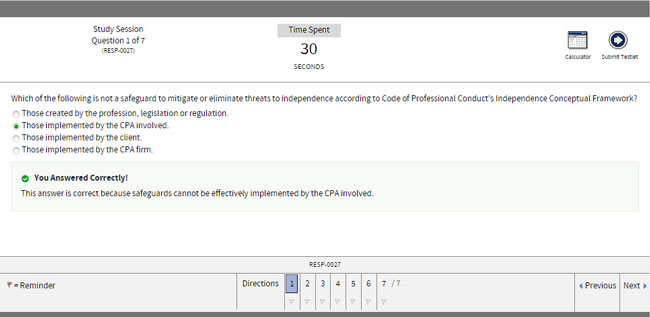 Study Session
Question 1 of 7
(RESP-0027)
Time Spent
30
SECONDS
Calculator
Submit Testlet
Which of the following is not a safeguard to mitigate or eliminate threats to independence according to Code of Professional Conduct's Independence Conceptual Framework?
Those created by the profession, legislation or regulation.
Those implemented by the CPA involved.
Those implemented by the client.
Those implemented by the CPA firm.
You Answered Correctly!
This answer is correct because safeguards cannot be effectively implemented by the CPA involved.
RESP-0027
= Reminder
Directions 1 2 3 4 5 6 7 / 7
Previous Next